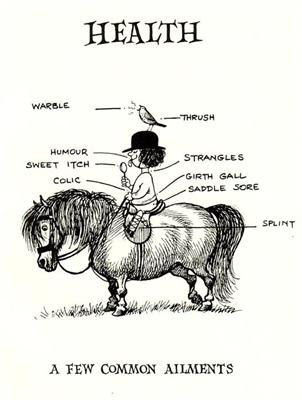 HEALTH
WARBLE
THRUSH
HUMOUR
SWEET ITCH
COLIC
STRANGLES
GIRTH GALL
SADDLE SORE
SPLINT
A FEW COMMON AILMENTS